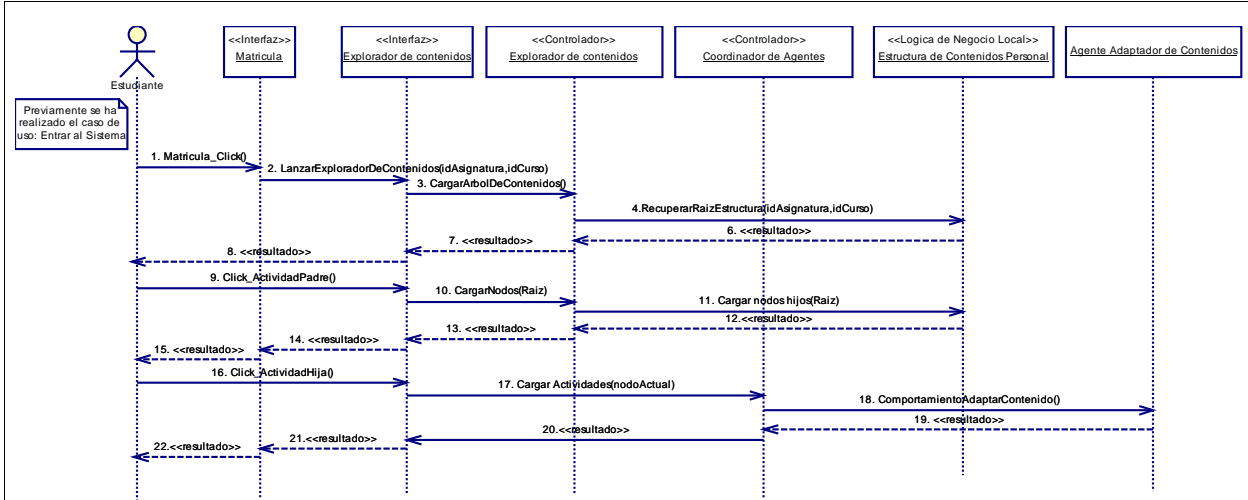 <<Interfaz>>
Matricula
<<Interfaz>>
Explorador de contenidos
<<Controlador>>
Explorador de contenidos
<<Controlador>>
Coordinador de Agentes
<<Logica de Negocio Local>>
Estructura de Contenidos Personal
Agente Adaptador de Contenidos
Estudiante
Previamente se ha
realizado el caso de
uso: Entrar al Sistema
1. Matricula_Click()
2. LanzarExploradorDeContenidos(idAsignatura,idCurso)
3. CargarArbolDeContenidos()
4.RecuperarRaizEstructura(idAsignatura,idCurso)
6. <<resultado>>
7. <<resultado>>
8. <<resultado>>
9. Click_ActividadPadre()
10. CargarNodos(Raiz)
11. Cargar nodos hijos(Raiz)
12.<<resultado>>
13. <<resultado>>
14. <<resultado>>
15. <<resultado>>
16. Click_ActividadHija()
17. Cargar Actividades(nodoActual)
18. ComportamientoAdaptarContenido()
19. <<resultado>>
20.<<resultado>>
21.<<resultado>>
22.<<resultado>>